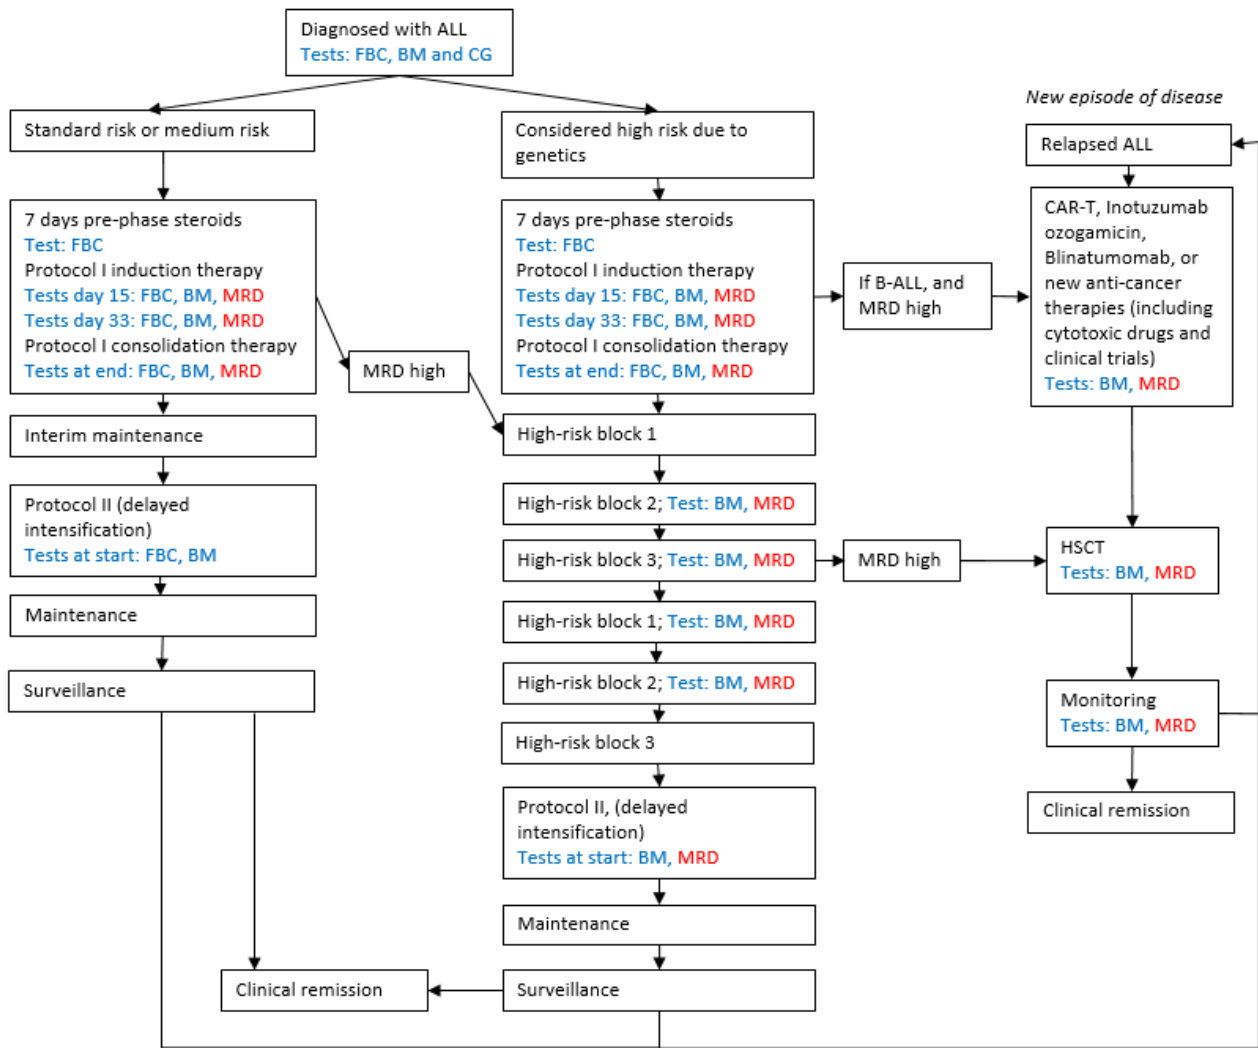 Diagnosed with ALL
Tests: FBC, BM and CG
Standard risk or medium risk
7 days pre-phase steroids
Test: FBC
Protocol I induction therapy
Tests day 15: FBC, BM, MRD
Tests day 33: FBC, BM, MRD
Protocol I consolidation therapy
Tests at end: FBC, BM, MRD
MRD high
Interim maintenance
Protocol II (delayed
intensification)
Tests at start: FBC, BM
Maintenance
Surveillance
Clinical remission
Considered high risk due to
genetics
7 days pre-phase steroids
Test: FBC
Protocol I induction therapy
Tests day 15: FBC, BM, MRD
Tests day 33: FBC, BM, MRD
Protocol I consolidation therapy
Tests at end: FBC, BM, MRD
High-risk block 1
High-risk block 2; Test: BM, MRD
High-risk block 3; Test: BM, MRD
High-risk block 1; Test: BM, MRD
High-risk block 2; Test: BM, MRD
High-risk block 3
Protocol II, (delayed
intensification)
Tests at start: BM, MRD
Maintenance
Surveillance
If B-ALL, and
MRD high
MRD high
New episode of disease
Relapsed ALL
CAR-T, Inotuzumab
ozogamicin,
Blinatumomab, or
new anti-cancer
therapies (including
cytotoxic drugs and
clinical trials)
Tests: BM, MRD
HSCT
Tests: BM, MRD
Monitoring
Tests: BM, MRD
Clinical remission